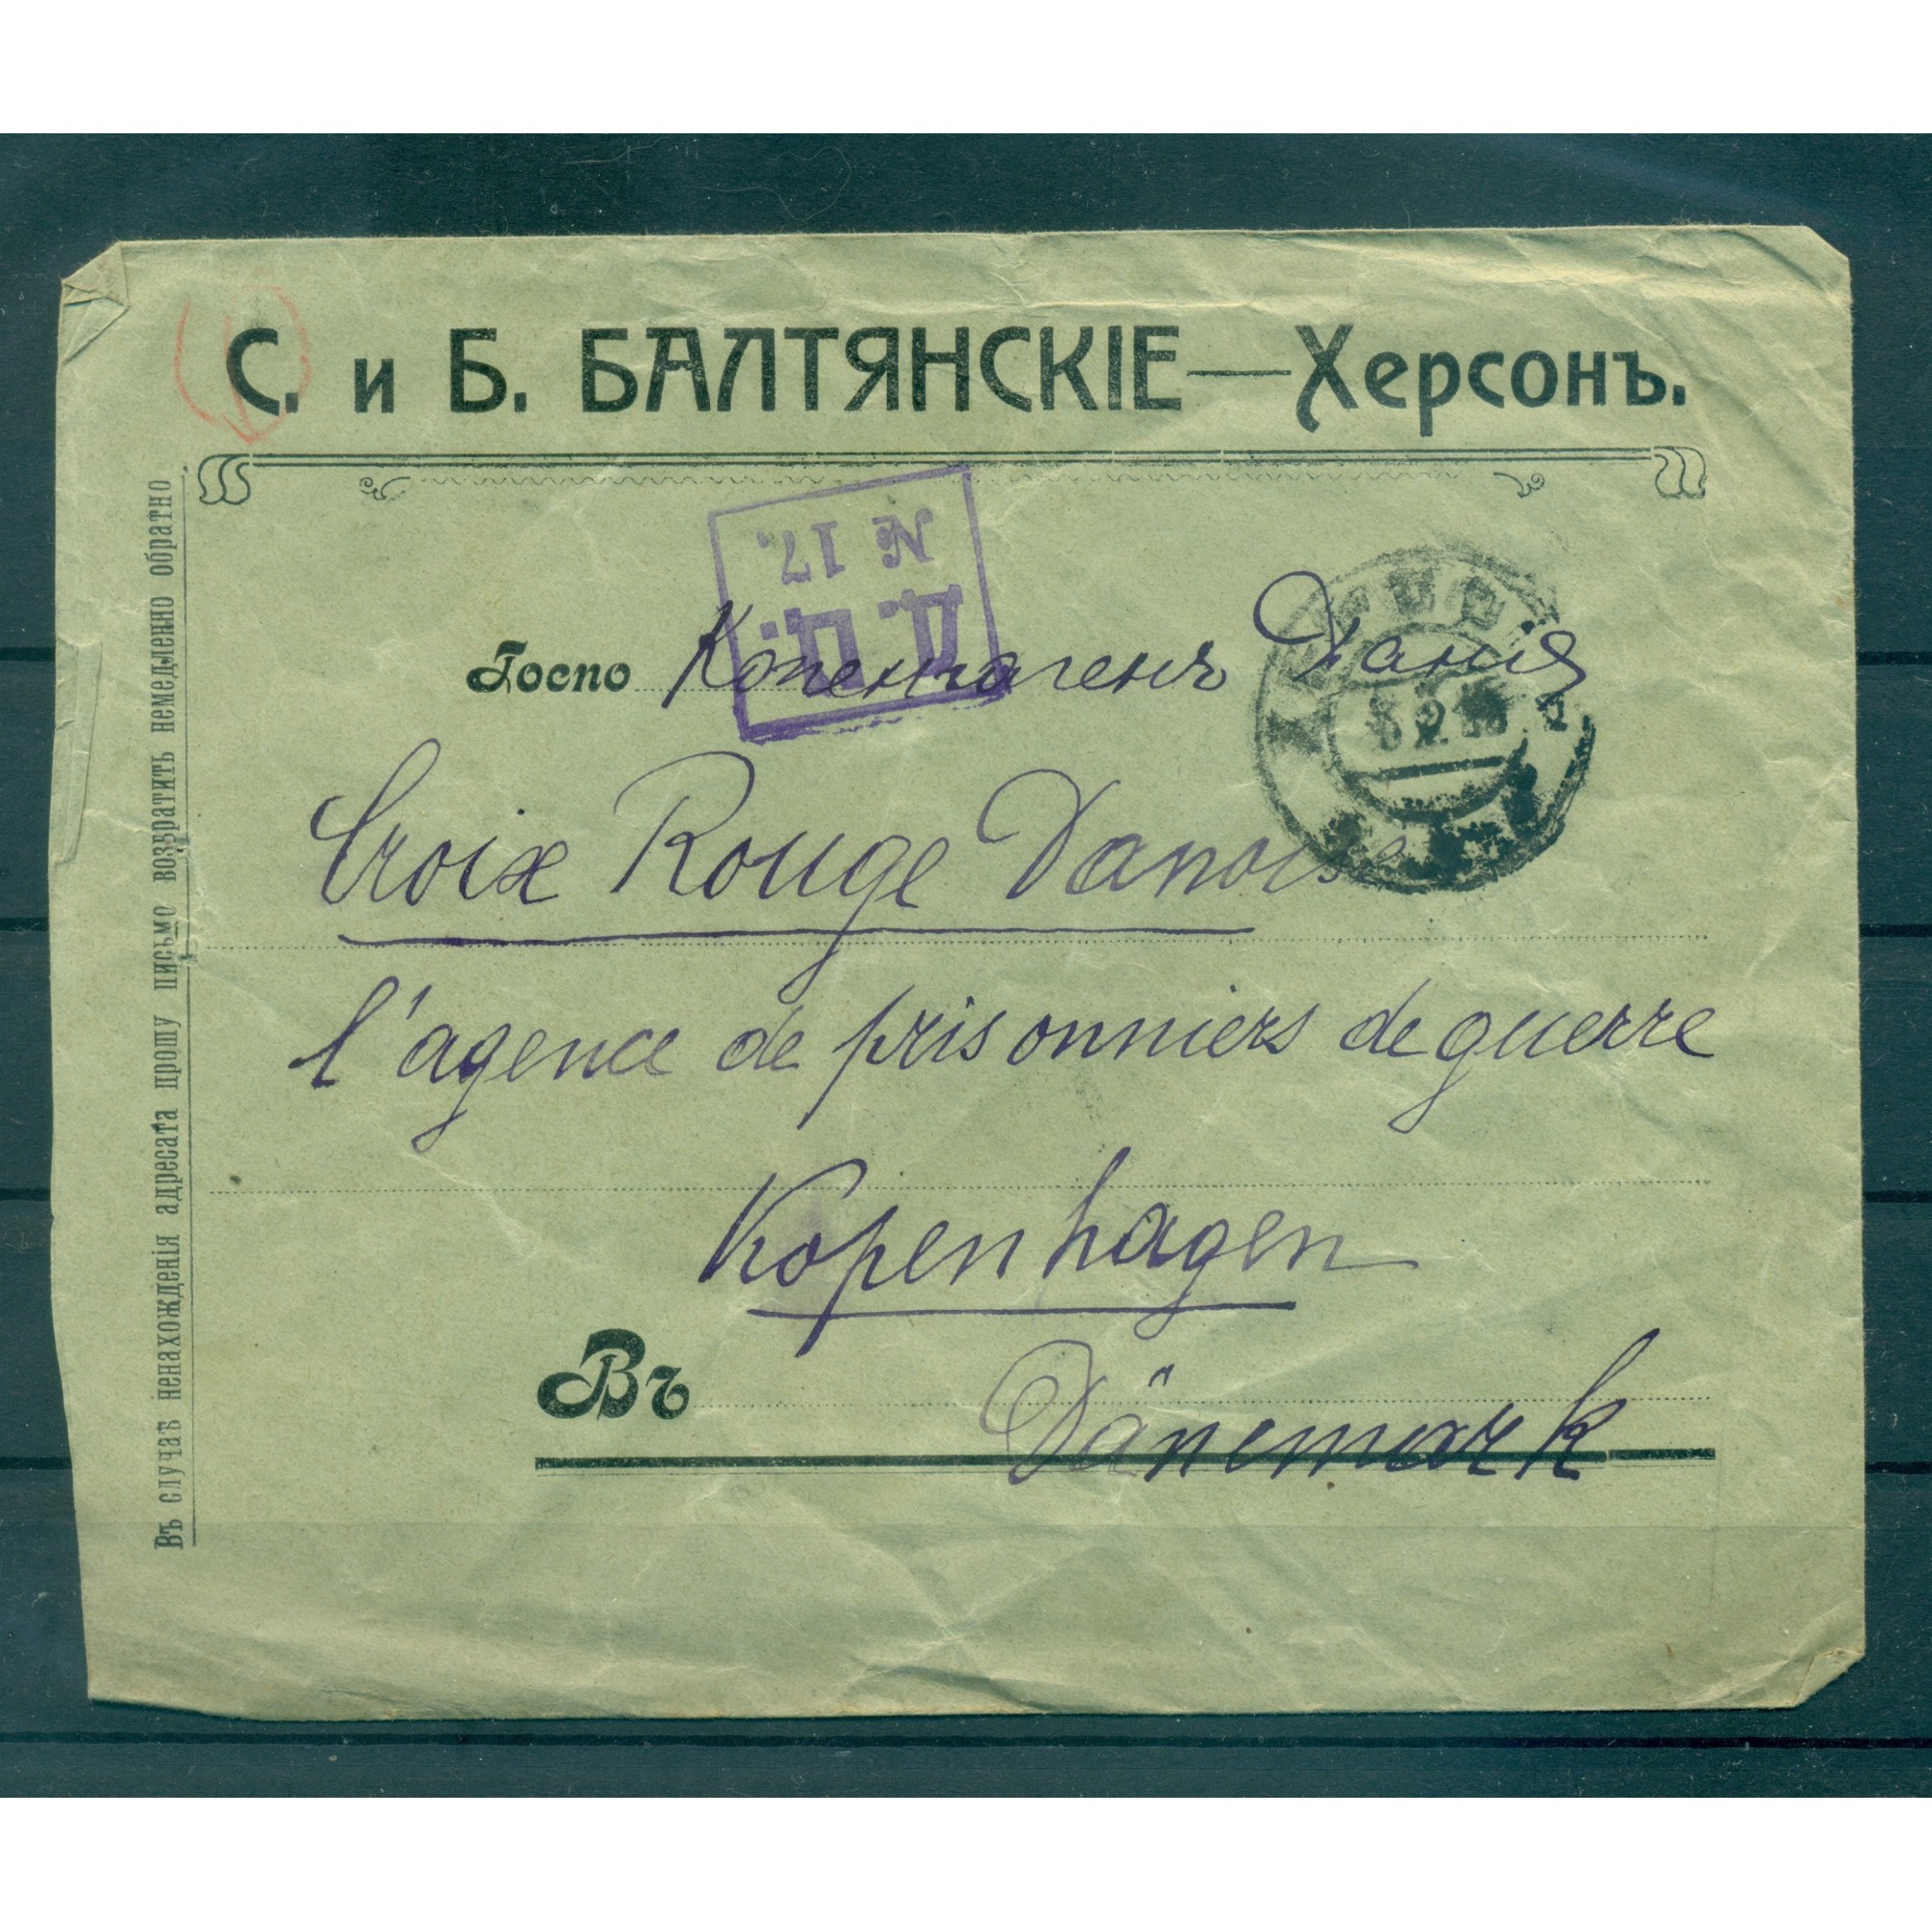 С. и Б. БАЛТЯНСКІЕ — Херсонъ.
№ 17.
Д. Ц.
Госпо Копенгагенъ Данія
Croix Rouge Danoise
l'agence de prisonniers de guerre
Kopenhagen
Въ Dänemark
Въ случаѣ ненахожденія адресата прошу письмо возвратить немедленно обратно